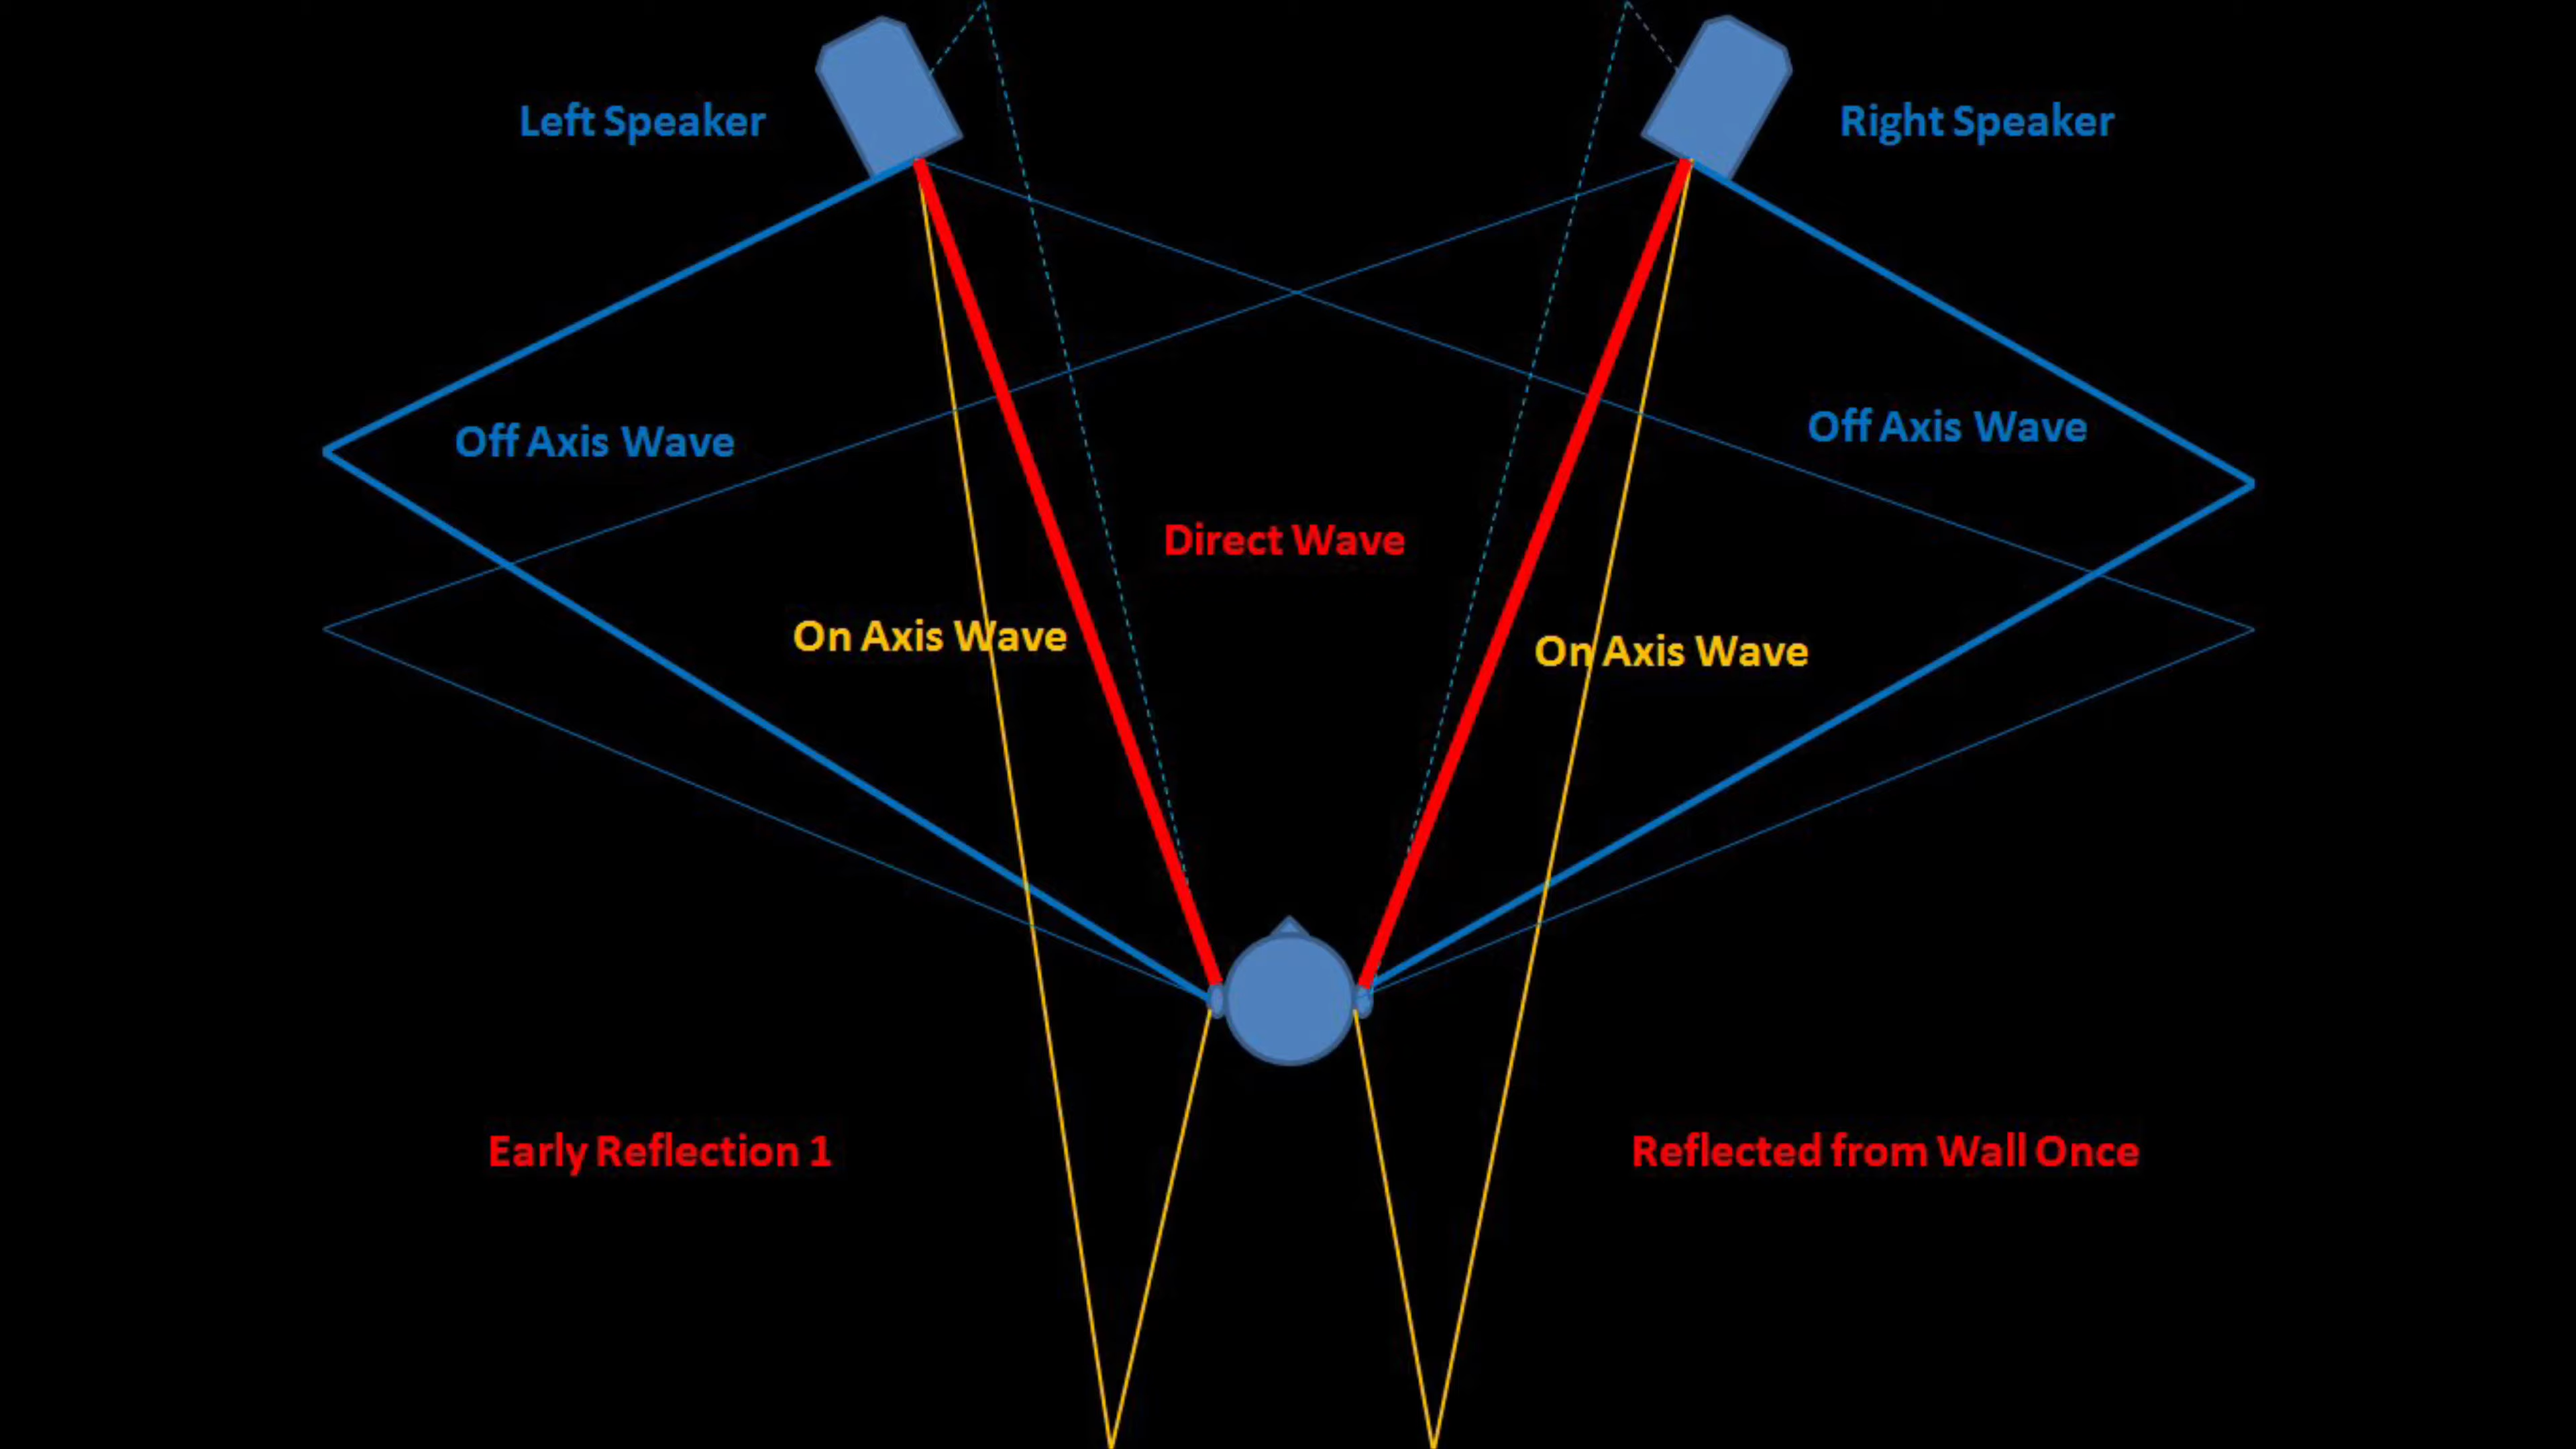 Left Speaker
Right Speaker
Off Axis Wave
Off Axis Wave
Direct Wave
On Axis Wave
On Axis Wave
Early Reflection 1
Reflected from Wall Once